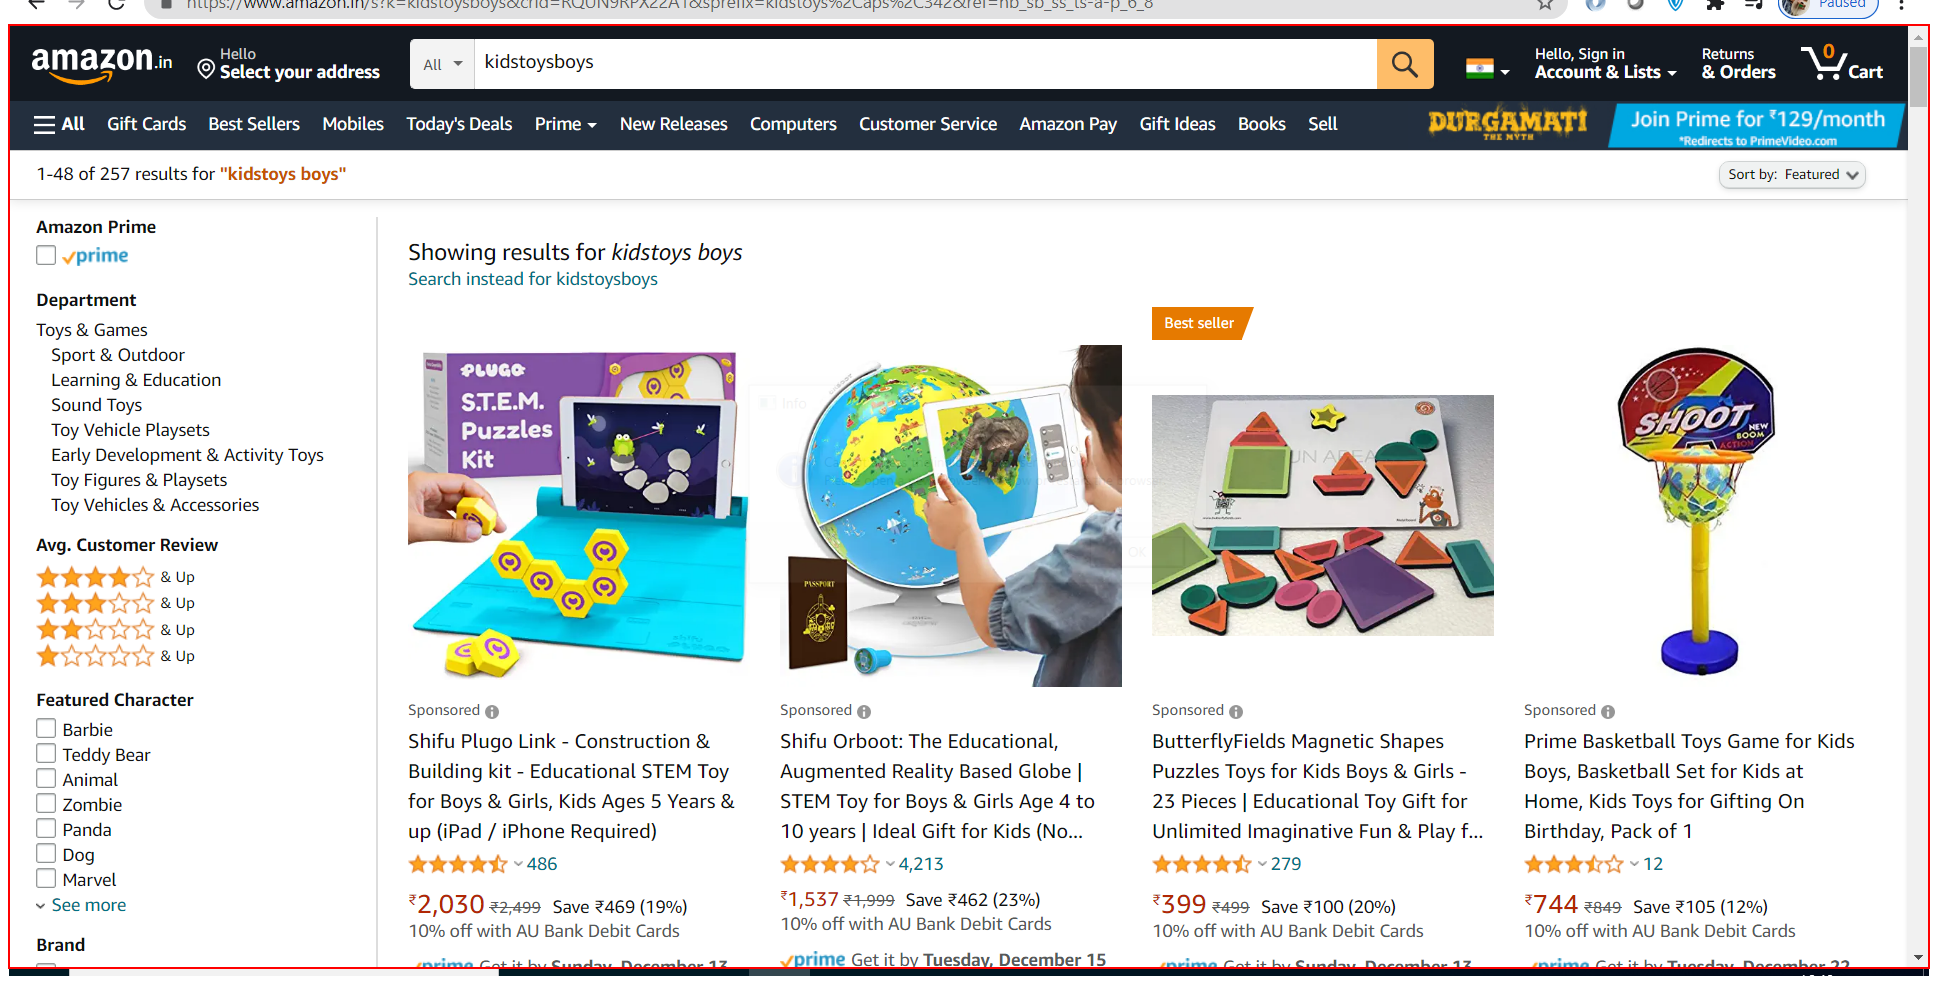 https://www.amazon.in/s?k=kidstoysboys&crid=RQUN9RPX22A1&sprefix=kidstoys%2Caps%2C342&ref=nb_sb_ss_ts-a-p_6_8
Paused
amazon.in
Hello
Select your address
All
kidstoysboys
Hello, Sign in
Account & Lists
Returns
& Orders
0
Cart
All
Gift Cards
Best Sellers
Mobiles
Today's Deals
Prime
New Releases
Computers
Customer Service
Amazon Pay
Gift Ideas
Books
Sell
DURGAMATI
THE MYTH
Join Prime for ₹129/month
*Redirects to PrimeVideo.com
1-48 of 257 results for "kidstoys boys"
Sort by: Featured
Amazon Prime
prime
Department
Toys & Games
Sport & Outdoor
Learning & Education
Sound Toys
Toy Vehicle Playsets
Early Development & Activity Toys
Toy Figures & Playsets
Toy Vehicles & Accessories
Avg. Customer Review
& Up
& Up
& Up
& Up
Featured Character
Barbie
Teddy Bear
Animal
Zombie
Panda
Dog
Marvel
See more
Brand
Showing results for kidstoys boys
Search instead for kidstoysboys
PLUGO
S.T.E.M.
Puzzles
Kit
Info
OK
PASSPORT
Best seller
FUN AREA
SHOOT
NEW
BOOM
ACTION
Sponsored
Shifu Plugo Link - Construction &
Building kit - Educational STEM Toy
for Boys & Girls, Kids Ages 5 Years &
up (iPad / iPhone Required)
486
₹2,030 ₹2,499 Save ₹469 (19%)
10% off with AU Bank Debit Cards
prime Get it by Sunday, December 13
Sponsored
Shifu Orboot: The Educational,
Augmented Reality Based Globe |
STEM Toy for Boys & Girls Age 4 to
10 years | Ideal Gift for Kids (No...
4,213
₹1,537 ₹1,999 Save ₹462 (23%)
10% off with AU Bank Debit Cards
prime Get it by Tuesday, December 15
Sponsored
ButterflyFields Magnetic Shapes
Puzzles Toys for Kids Boys & Girls -
23 Pieces | Educational Toy Gift for
Unlimited Imaginative Fun & Play f...
279
₹399 ₹499 Save ₹100 (20%)
10% off with AU Bank Debit Cards
prime Get it by Sunday, December 13
Sponsored
Prime Basketball Toys Game for Kids
Boys, Basketball Set for Kids at
Home, Kids Toys for Gifting On
Birthday, Pack of 1
12
₹744 ₹849 Save ₹105 (12%)
10% off with AU Bank Debit Cards
prime Get it by Tuesday, December 22